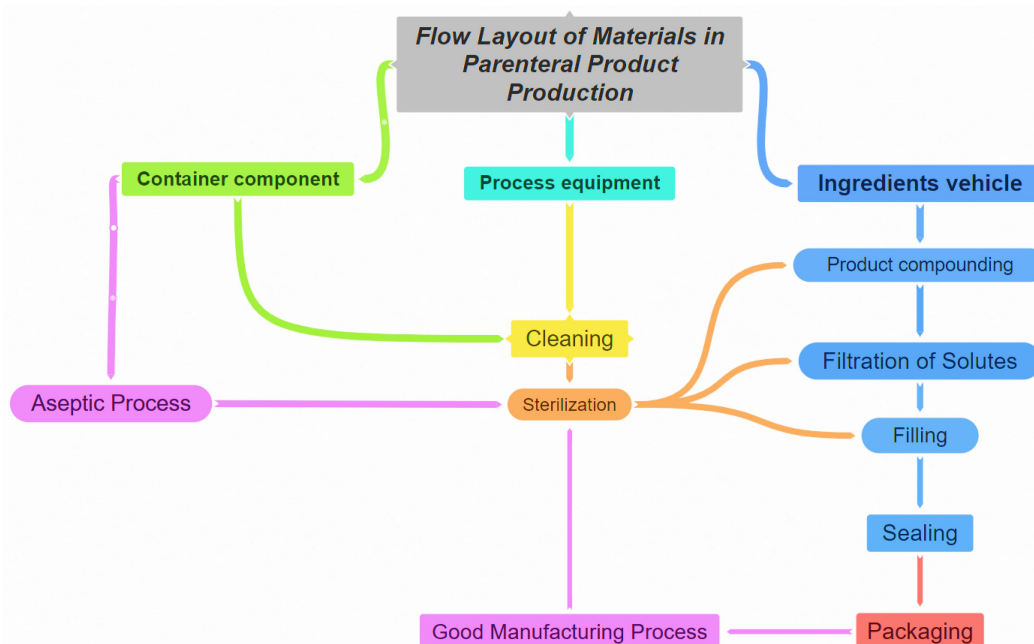 Flow Layout of Materials in
Parenteral Product
Production
Container component
Process equipment
Ingredients vehicle
Product compounding
Cleaning
Filtration of Solutes
Aseptic Process
Sterilization
Filling
Sealing
Good Manufacturing Process
Packaging